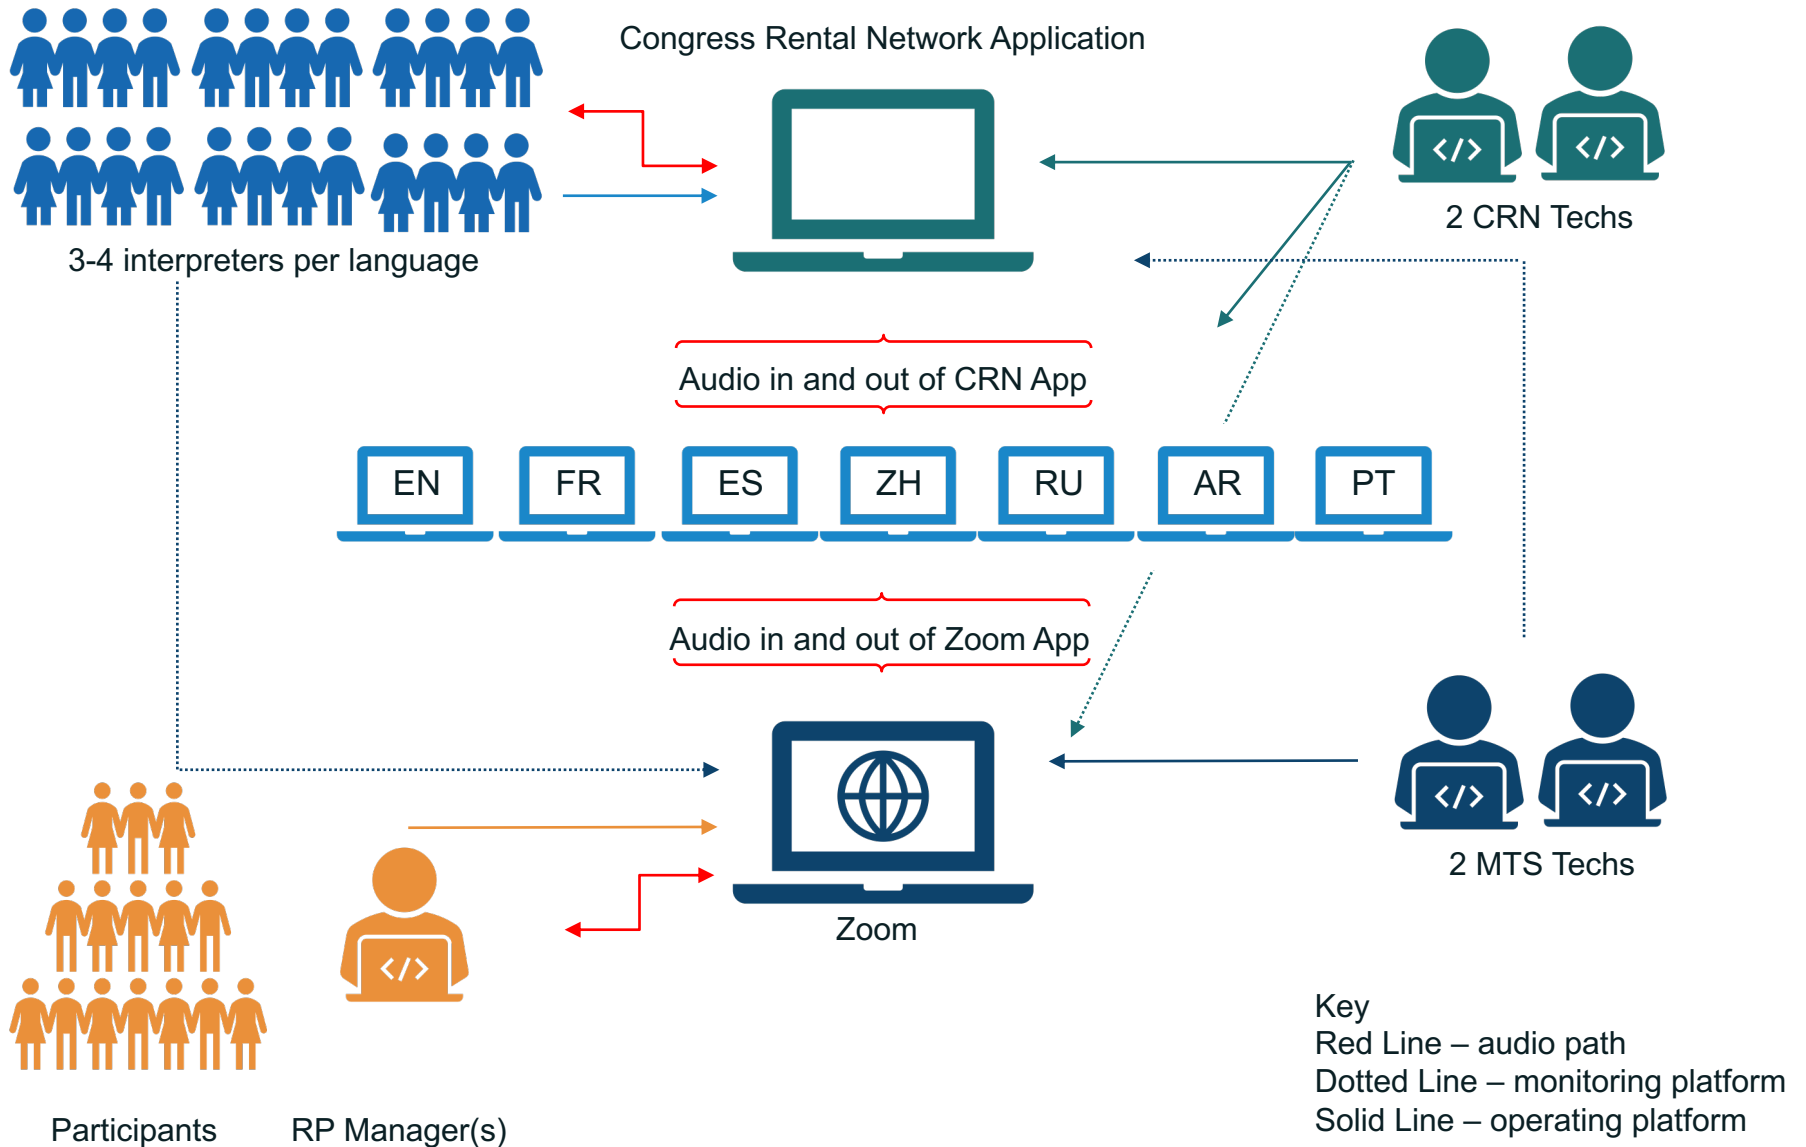 Congress Rental Network Application
3-4 interpreters per language
</>
</>
2 CRN Techs
Audio in and out of CRN App
EN
FR
ES
ZH
RU
AR
PT
Audio in and out of Zoom App
</>
</>
2 MTS Techs
Zoom
</>
Participants
RP Manager(s)
Key
Red Line – audio path
Dotted Line – monitoring platform
Solid Line – operating platform